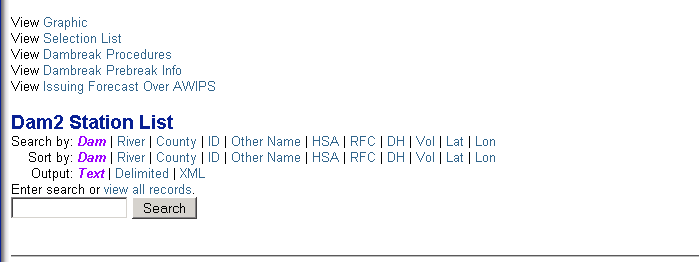 View Graphic
View Selection List
View Dambreak Procedures
View Dambreak Prebreak Info
View Issuing Forecast Over AWIPS
Dam2 Station List
Search by: Dam | River | County | ID | Other Name | HSA | RFC | DH | Vol | Lat | Lon
Sort by: Dam | River | County | ID | Other Name | HSA | RFC | DH | Vol | Lat | Lon
Output: Text | Delimited | XML
Enter search or view all records.
Search